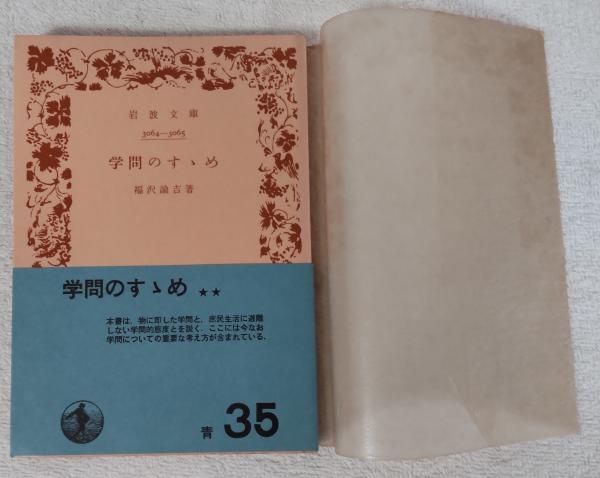 岩波文庫
3064—3065
学問のすゝめ
福沢諭吉著
学問のすゝめ ★★
本書は、物に即した学問と、庶民生活に遊離
しない学問的態度とを説く。ここには今なお
学問についての重要な考え方が含まれている。
青 35